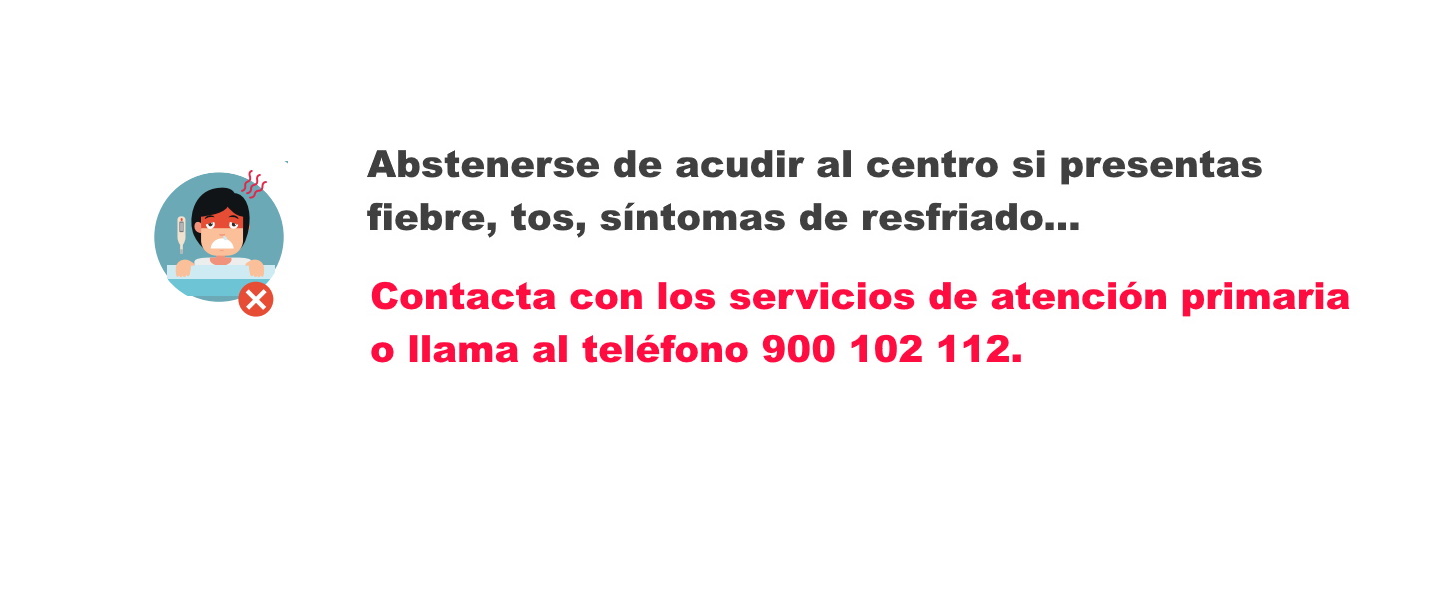 Abstenerse de acudir al centro si presentas
fiebre, tos, síntomas de resfriado...
Contacta con los servicios de atención primaria
o llama al teléfono 900 102 112.